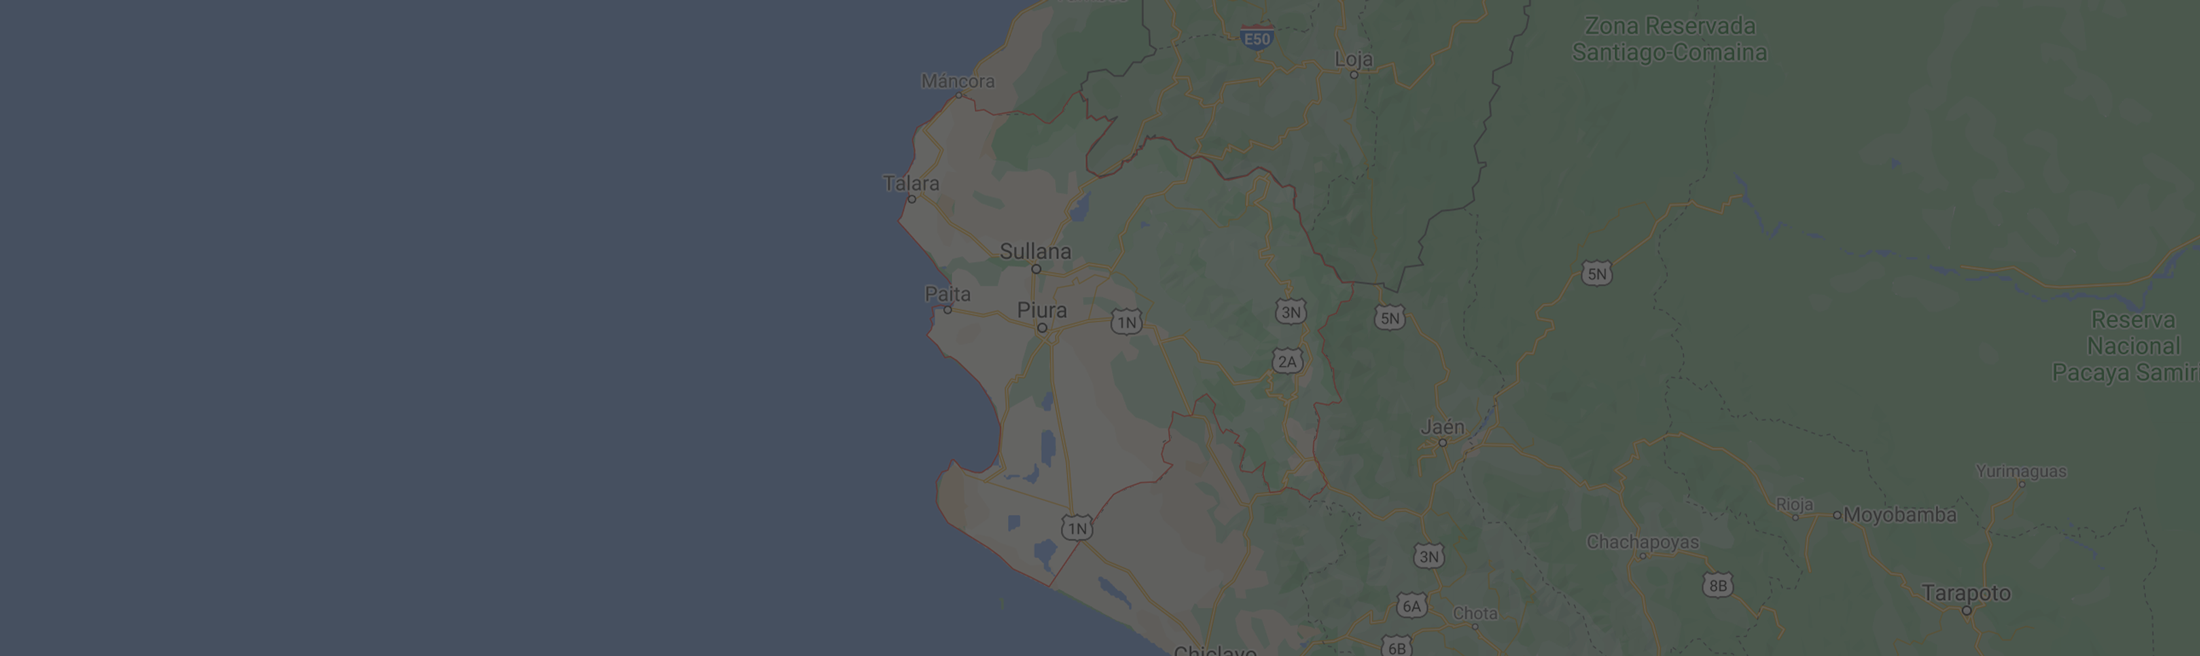 Zona Reservada
Santiago-Comaina
E50
Loja
Máncora
Talara
Sullana
Paita
Piura
1N
3N
5N
5N
2A
Reserva
Nacional
Pacaya Samir
Jaén
Yurimaguas
Rioja
Moyobamba
1N
Chachapoyas
3N
8B
Tarapoto
6A
Chota
6B
Chiclayo